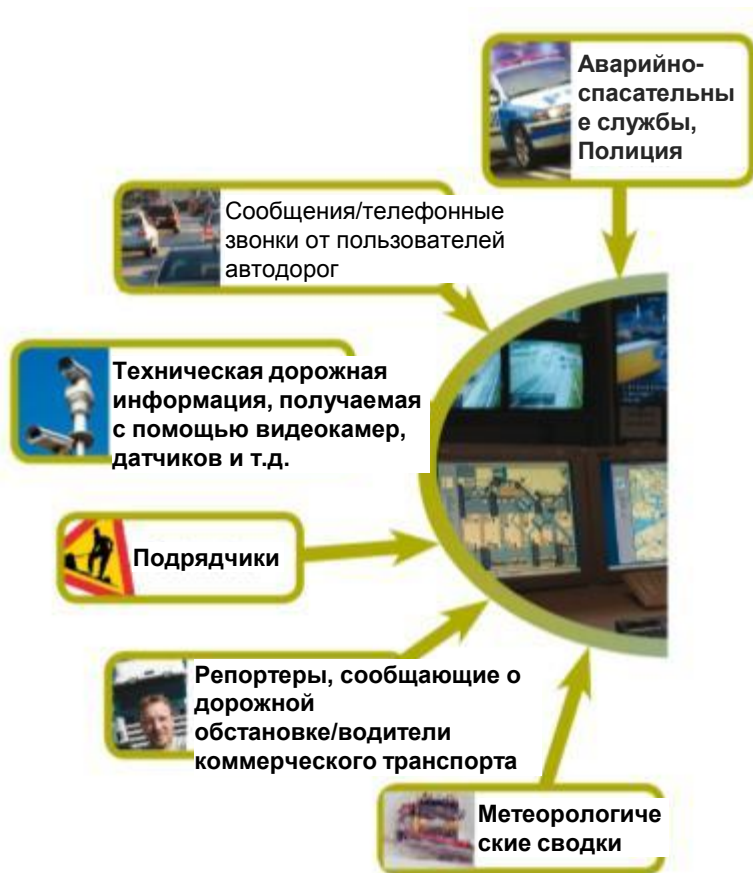 Аварийно-
спасательны
е службы,
Полиция
Сообщения/телефонные
звонки от пользователей
автодорог
Техническая дорожная
информация, получаемая
с помощью видеокамер,
датчиков и т.д.
Подрядчики
Репортеры, сообщающие о
дорожной
обстановке/водители
коммерческого транспорта
Метеорологиче
ские сводки